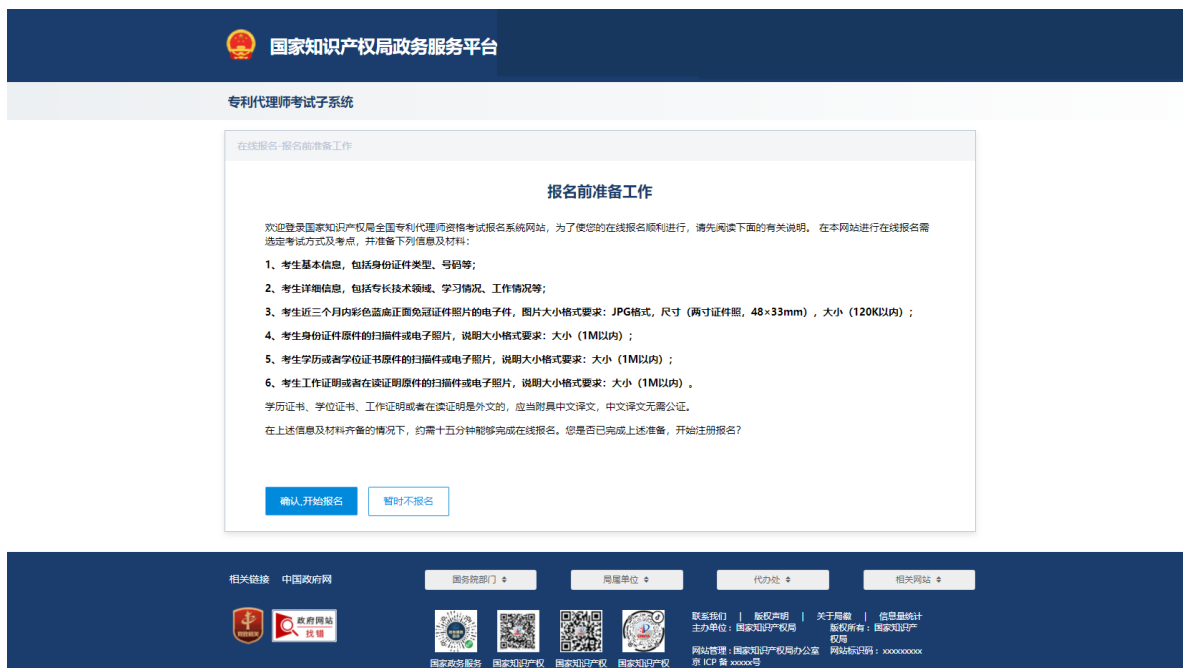 国家知识产权局政务服务平台
专利代理师考试子系统
在线报名-报名前准备工作
报名前准备工作
欢迎登录国家知识产权局全国专利代理师资格考试报名系统网站，为了使您的在线报名顺利进行，请先阅读下面的有关说明。 在本网站进行在线报名需
选定考试方式及考点，并准备下列信息及材料：
1、考生基本信息，包括身份证件类型、号码等；
2、考生详细信息，包括专长技术领域、学习情况、工作情况等；
3、考生近三个月内彩色蓝底正面免冠证件照片的电子件，图片大小格式要求：JPG格式，尺寸（两寸证件照，48×33mm），大小（120K以内）；
4、考生身份证件原件的扫描件或电子照片，说明大小格式要求：大小（1M以内）；
5、考生学历或者学位证书原件的扫描件或电子照片，说明大小格式要求：大小（1M以内）；
6、考生工作证明或者在读证明原件的扫描件或电子照片，说明大小格式要求：大小（1M以内）。
学历证书、学位证书、工作证明或者在读证明是外文的，应当附具中文译文，中文译文无需公证。
在上述信息及材料齐备的情况下，约需十五分钟能够完成在线报名。您是否已完成上述准备，开始注册报名？
确认,开始报名 暂时不报名
相关链接 中国政府网 国务院部门 局属单位 代办处 相关网站
党政机关 政府网站
找错
联系我们 | 版权声明 | 关于局徽 | 信息量统计
主办单位：国家知识产权局 版权所有：国家知识产
权局
网站管理：国家知识产权局办公室 网站标识码：xxxxxxxxx
京 ICP 备 xxxxx号
国家政务服务 国家知识产权 国家知识产权 国家知识产权